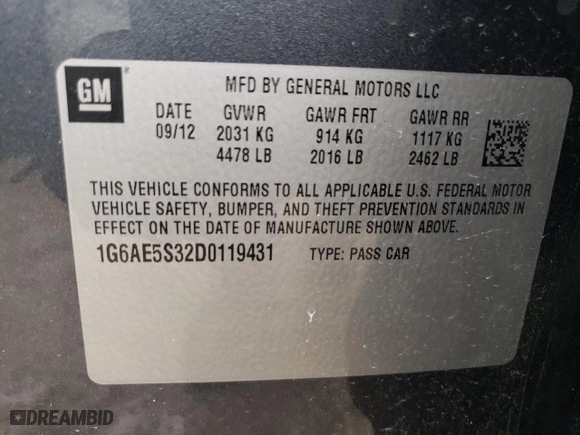 GM
®
MFD BY GENERAL MOTORS LLC
DATE GVWR GAWR FRT GAWR RR
09/12 2031 KG 914 KG 1117 KG
4478 LB 2016 LB 2462 LB
THIS VEHICLE CONFORMS TO ALL APPLICABLE U.S. FEDERAL MOTOR
VEHICLE SAFETY, BUMPER, AND THEFT PREVENTION STANDARDS IN
EFFECT ON THE DATE OF MANUFACTURE SHOWN ABOVE.
1G6AE5S32D0119431 TYPE: PASS CAR
DREAMBID